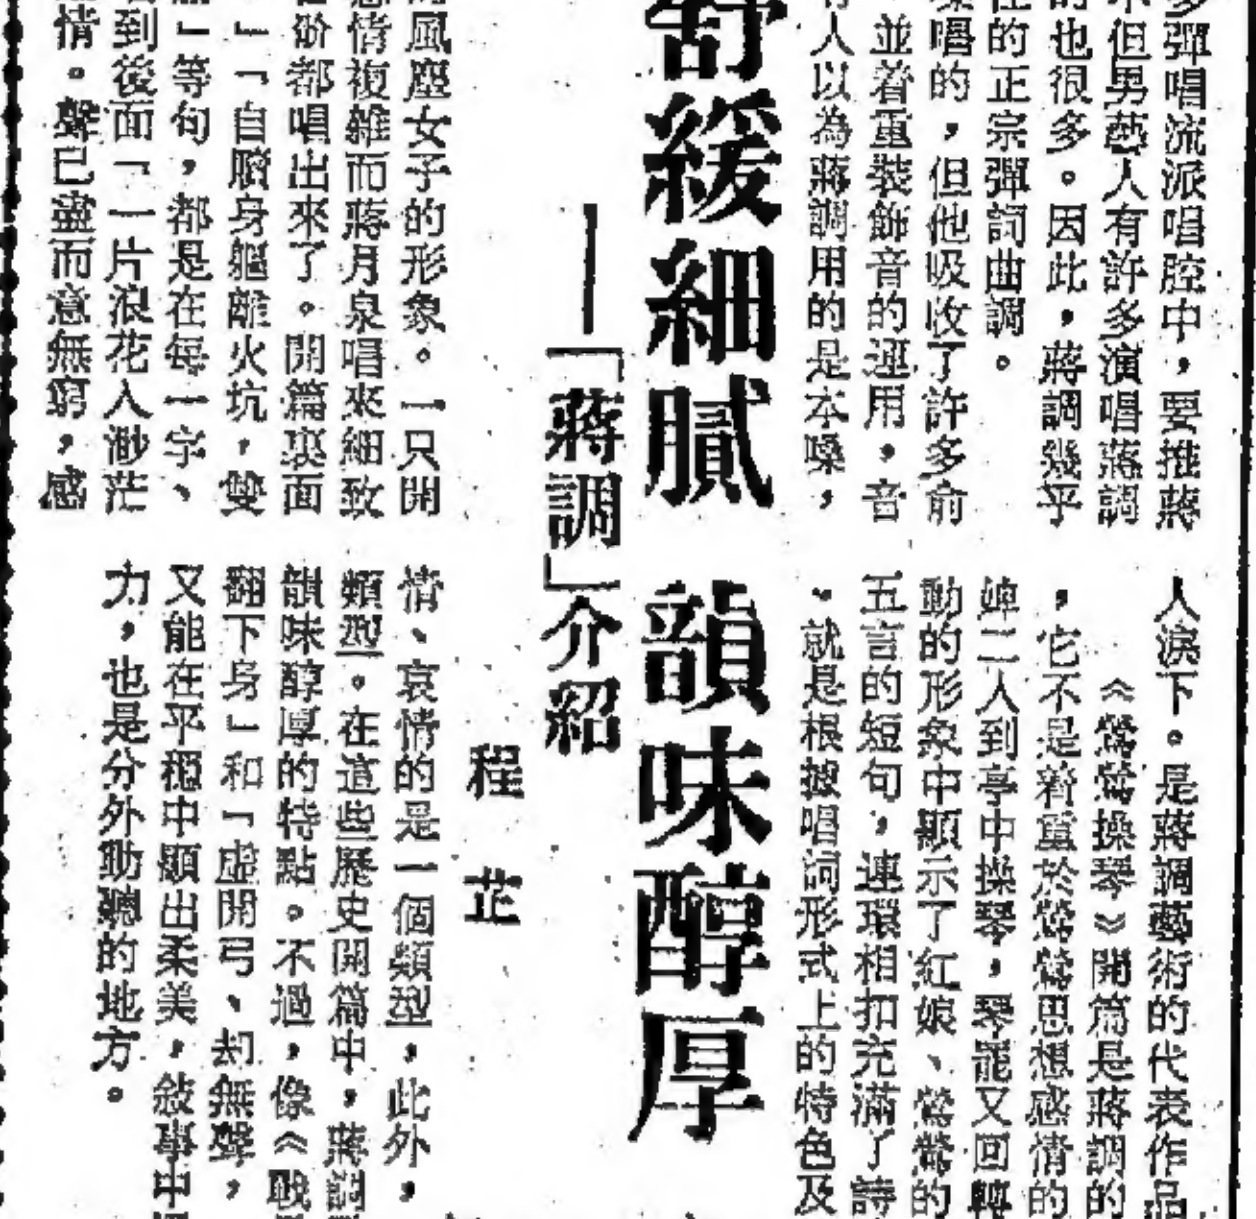 舒緩細膩 韻味醇厚
——「蔣調」介紹
程芷
多彈唱流派唱腔中，要推蔣
不但男藝人有許多演唱蔣調
的也很多。因此，蔣調幾乎
的正宗彈詞曲調。
嗓唱的，但他吸收了許多俞
，並着重裝飾音的運用，音
有人以為蔣調用的是本嗓，
人淚下。是蔣調藝術的代表作品
《鶯鶯操琴》開篇是蔣調的
，它不是着重於鶯鶯思想感情的
婢二人到亭中操琴，琴罷又回轉
動的形象中顯示了紅娘、鶯鶯的
五言的短句，連環相扣充滿了詩
、就是根據唱詞形式上的特色及
風塵女子的形象。一只開
感情複雜而蔣月泉唱來細致
份都唱出來了。開篇裏面
」「自贖身軀離火坑，雙
」等句，都是在每一字、
到後面「一片浪花入渺茫
情。聲已盡而意無窮，感
情、哀情的是一個類型，此外，
類型。在這些歷史開篇中，蔣調
韻味醇厚的特點。不過，像《戰
翻下身」和「虛開弓、却無聲，
又能在平穩中顯出柔美，敍事中
力，也是分外動聽的地方。